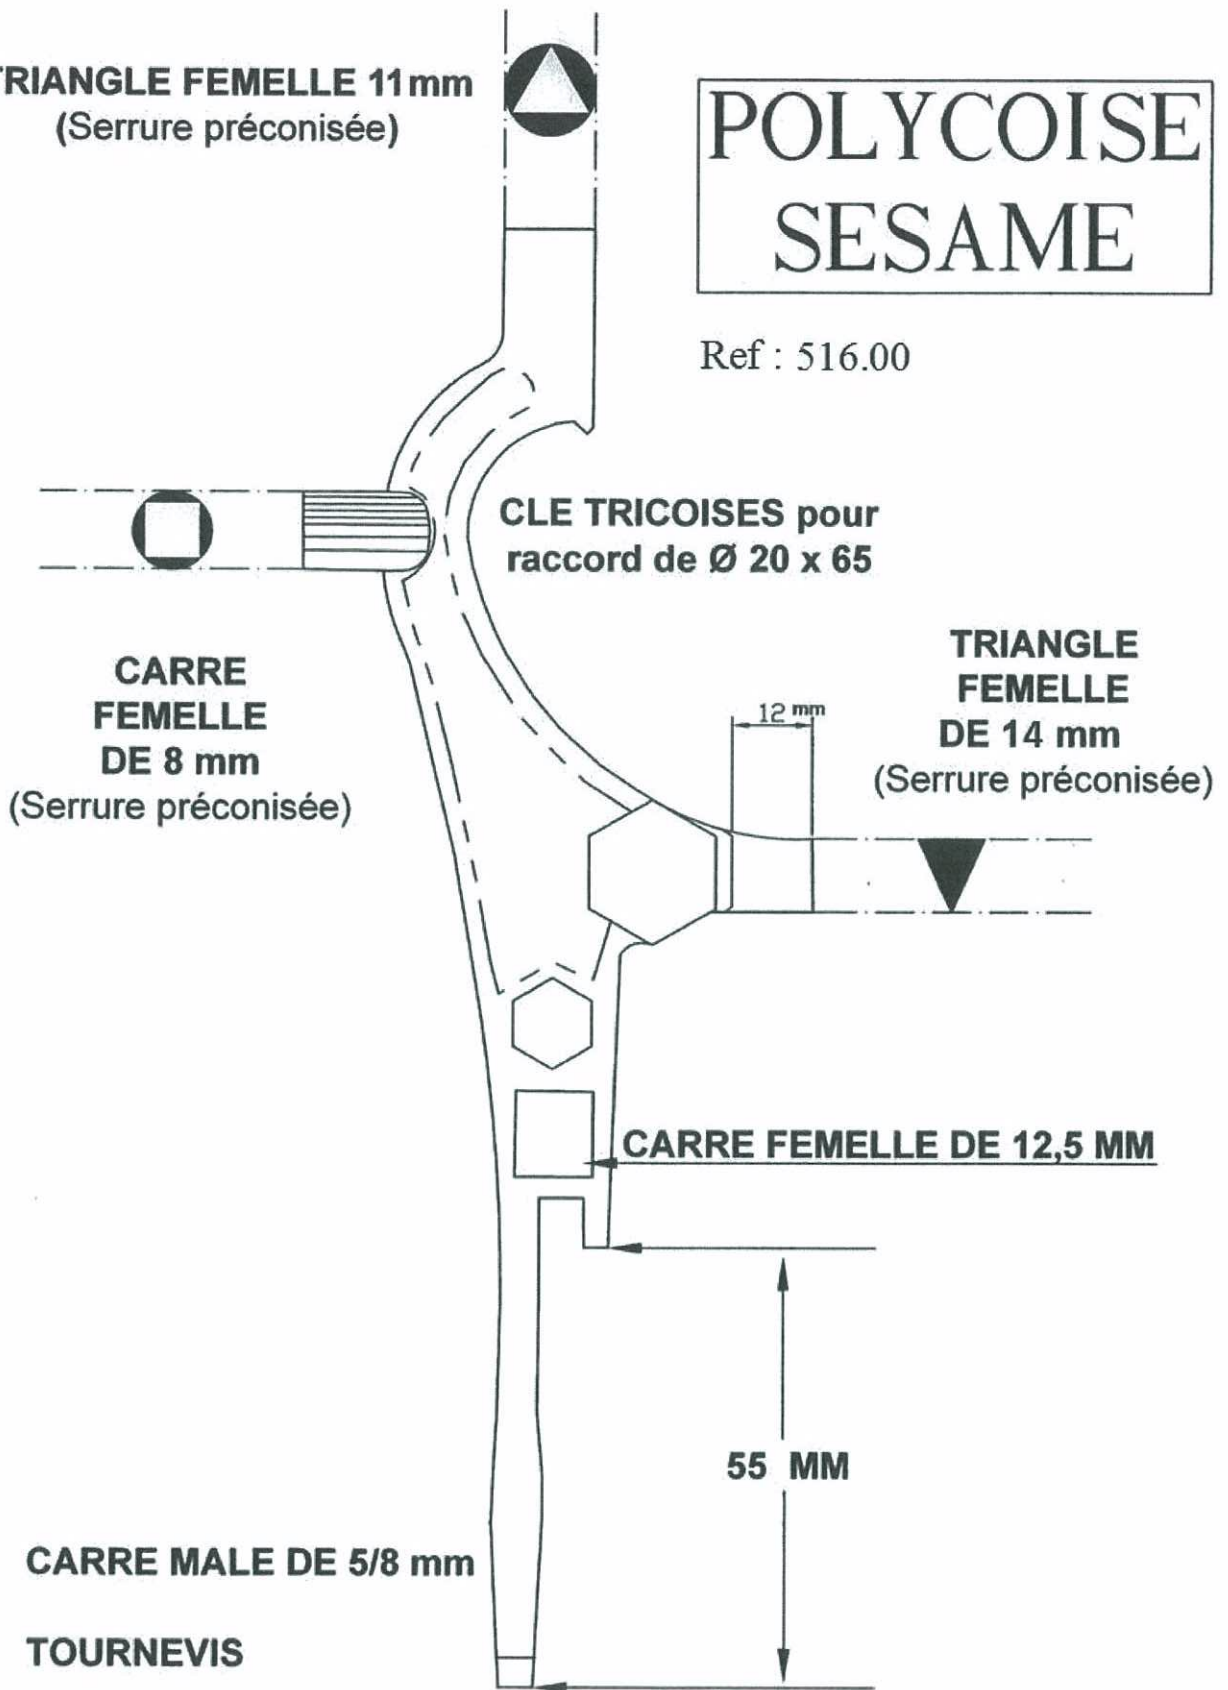 TRIANGLE FEMELLE 11 mm
(Serrure préconisée)
POLYCOISE
SESAME
Ref : 516.00
CLE TRICOISES pour
raccord de Ø 20 x 65
CARRE
FEMELLE
DE 8 mm
(Serrure préconisée)
12 mm
TRIANGLE
FEMELLE
DE 14 mm
(Serrure préconisée)
CARRE FEMELLE DE 12,5 MM
55 MM
CARRE MALE DE 5/8 mm
TOURNEVIS